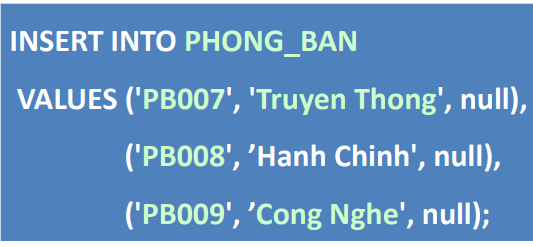 INSERT INTO PHONG_BAN
VALUES ('PB007', 'Truyen Thong', null),
('PB008', ’Hanh Chinh', null),
('PB009', ’Cong Nghe', null);